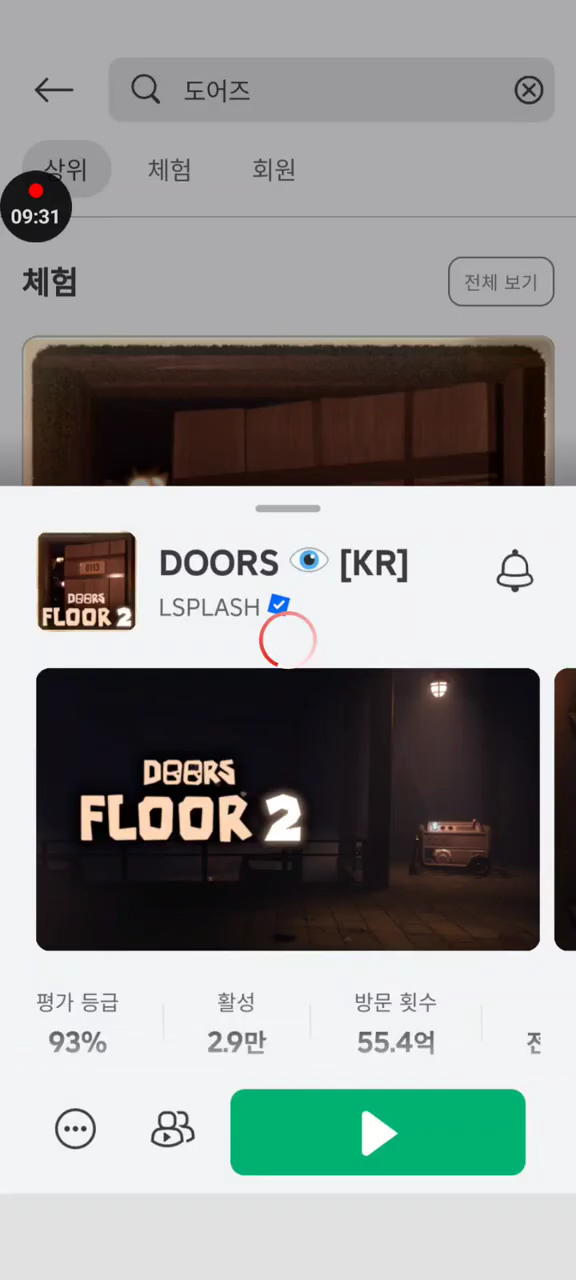 도어즈
상위 체험 회원
09:31
체험
전체 보기
DOORS 👁 [KR]
LSPLASH
0113
DOORS
FLOOR 2
DOORS
FLOOR 2
평가 등급 활성 방문 횟수
93% 2.9만 55.4억